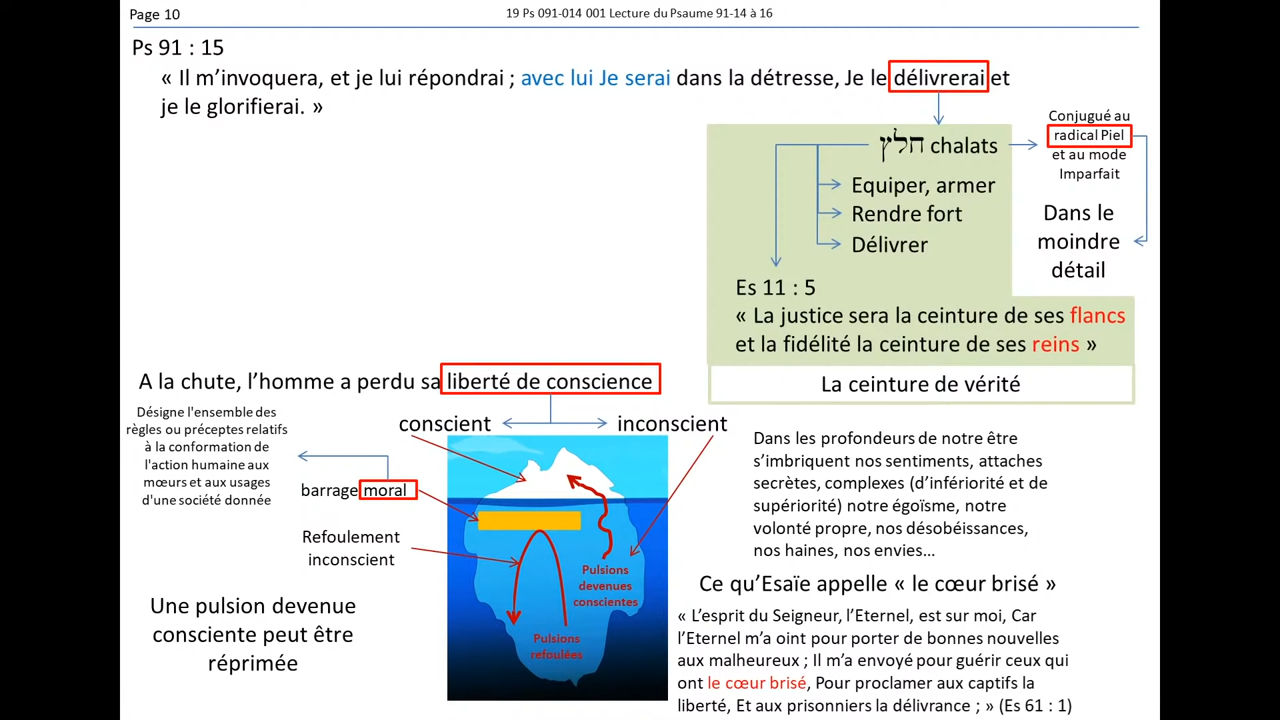 Page 10
19 Ps 091-014 001 Lecture du Psaume 91-14 à 16
Ps 91 : 15
« Il m’invoquera, et je lui répondrai ; avec lui Je serai dans la détresse, Je le délivrerai et
je le glorifierai. »
Conjugué au
radical Piel
et au mode
Imparfait
חלץ chalats
Equiper, armer
Rendre fort
Délivrer
Dans le
moindre
détail
Es 11 : 5
« La justice sera la ceinture de ses flancs
et la fidélité la ceinture de ses reins »
La ceinture de vérité
A la chute, l’homme a perdu sa liberté de conscience
conscient
inconscient
Désigne l'ensemble des
règles ou préceptes relatifs
à la conformation de
l'action humaine aux
mœurs et aux usages
d'une société donnée
barrage moral
Refoulement
inconscient
Une pulsion devenue
consciente peut être
réprimée
Pulsions
devenues
conscientes
Pulsions
refoulées
Dans les profondeurs de notre être
s’imbriquent nos sentiments, attaches
secrètes, complexes (d’infériorité et de
supériorité) notre égoïsme, notre
volonté propre, nos désobéissances,
nos haines, nos envies…
Ce qu’Esaïe appelle « le cœur brisé »
« L’esprit du Seigneur, l’Eternel, est sur moi, Car
l’Eternel m’a oint pour porter de bonnes nouvelles
aux malheureux ; Il m’a envoyé pour guérir ceux qui
ont le cœur brisé, Pour proclamer aux captifs la
liberté, Et aux prisonniers la délivrance ; » (Es 61 : 1)